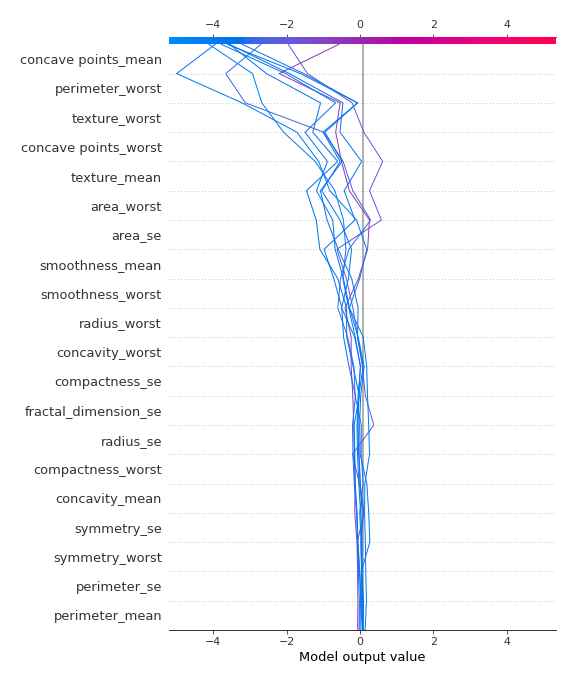 −4 −2 0 2 4
concave points_mean
perimeter_worst
texture_worst
concave points_worst
texture_mean
area_worst
area_se
smoothness_mean
smoothness_worst
radius_worst
concavity_worst
compactness_se
fractal_dimension_se
radius_se
compactness_worst
concavity_mean
symmetry_se
symmetry_worst
perimeter_se
perimeter_mean
−4 −2 0 2 4
Model output value